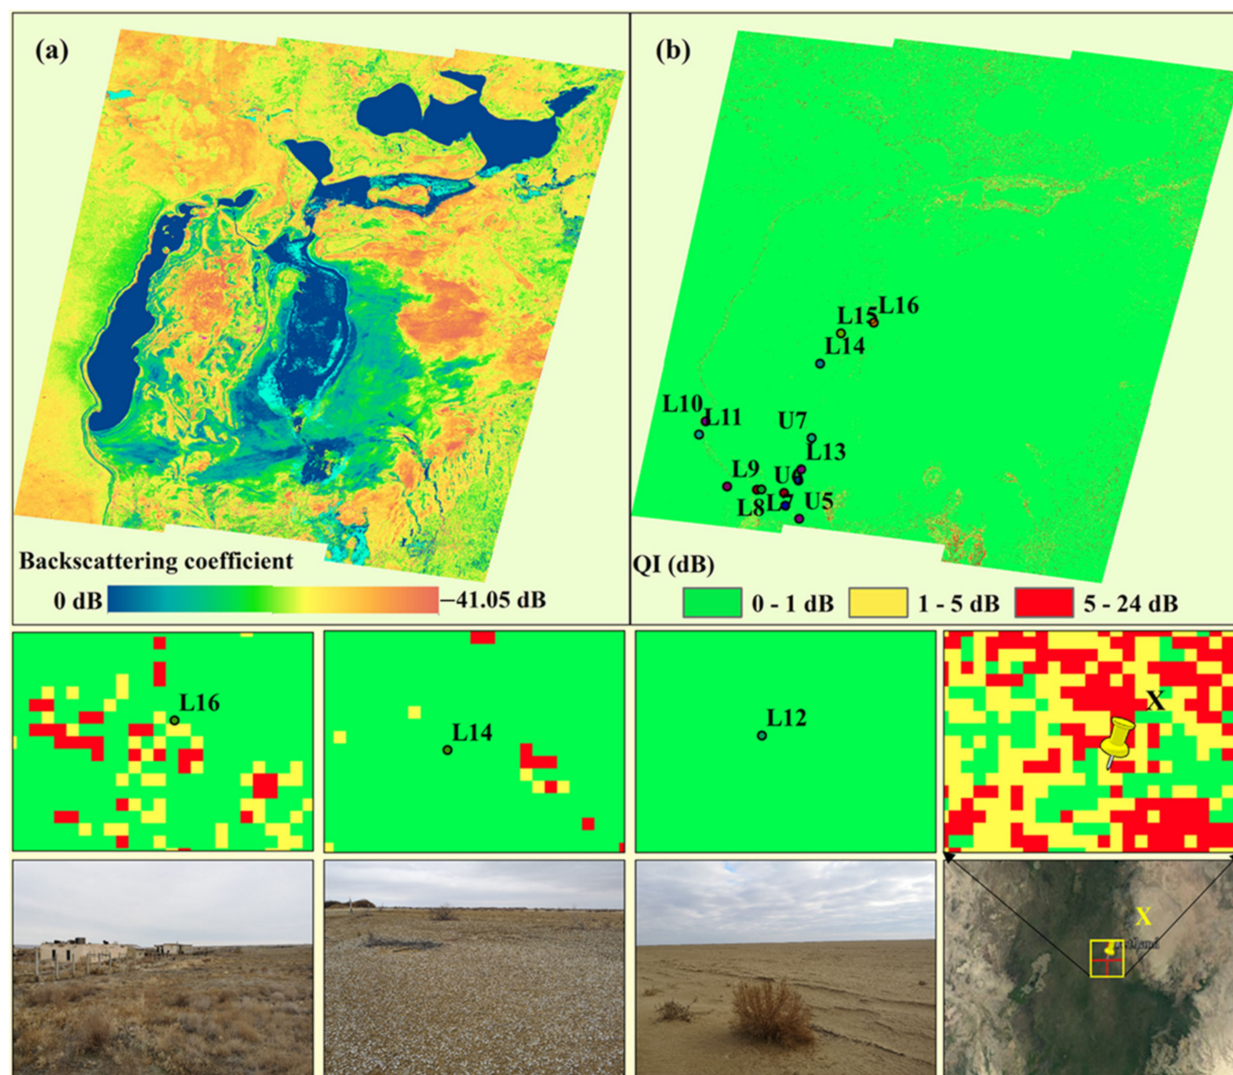 (a)
(b)
L15
L16
L14
L10
L11
U7
L13
L9
U6
L8
L7
U5
Backscattering coefficient
0 dB
−41.05 dB
QI (dB)
0 - 1 dB
1 - 5 dB
5 - 24 dB
L16
L14
L12
X
X